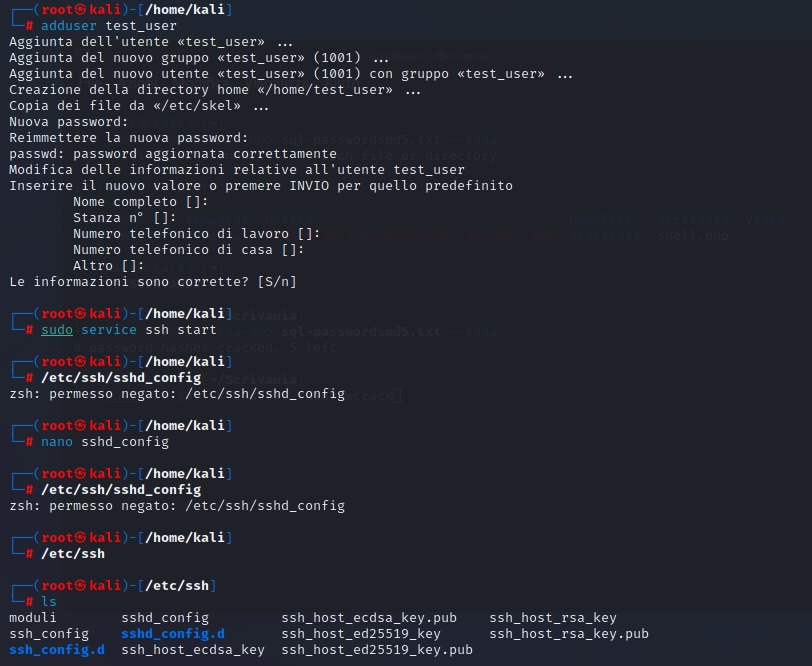 ┌──(root㉿kali)-[/home/kali]
└─# adduser test_user
Aggiunta dell'utente «test_user» ...
Aggiunta del nuovo gruppo «test_user» (1001) ...
Aggiunta del nuovo utente «test_user» (1001) con gruppo «test_user» ...
Creazione della directory home «/home/test_user» ...
Copia dei file da «/etc/skel» ...
Nuova password:
Reimmettere la nuova password:
passwd: password aggiornata correttamente
Modifica delle informazioni relative all'utente test_user
Inserire il nuovo valore o premere INVIO per quello predefinito
Nome completo []:
Stanza n° []:
Numero telefonico di lavoro []:
Numero telefonico di casa []:
Altro []:
Le informazioni sono corrette? [S/n]
┌──(root㉿kali)-[/home/kali]
└─# sudo service ssh start
┌──(root㉿kali)-[/home/kali]
└─# /etc/ssh/sshd_config
zsh: permesso negato: /etc/ssh/sshd_config
┌──(root㉿kali)-[/home/kali]
└─# nano sshd_config
┌──(root㉿kali)-[/home/kali]
└─# /etc/ssh/sshd_config
zsh: permesso negato: /etc/ssh/sshd_config
┌──(root㉿kali)-[/home/kali]
└─# /etc/ssh
┌──(root㉿kali)-[/etc/ssh]
└─# ls
moduli sshd_config ssh_host_ecdsa_key.pub ssh_host_rsa_key
ssh_config sshd_config.d ssh_host_ed25519_key ssh_host_rsa_key.pub
ssh_config.d ssh_host_ecdsa_key ssh_host_ed25519_key.pub